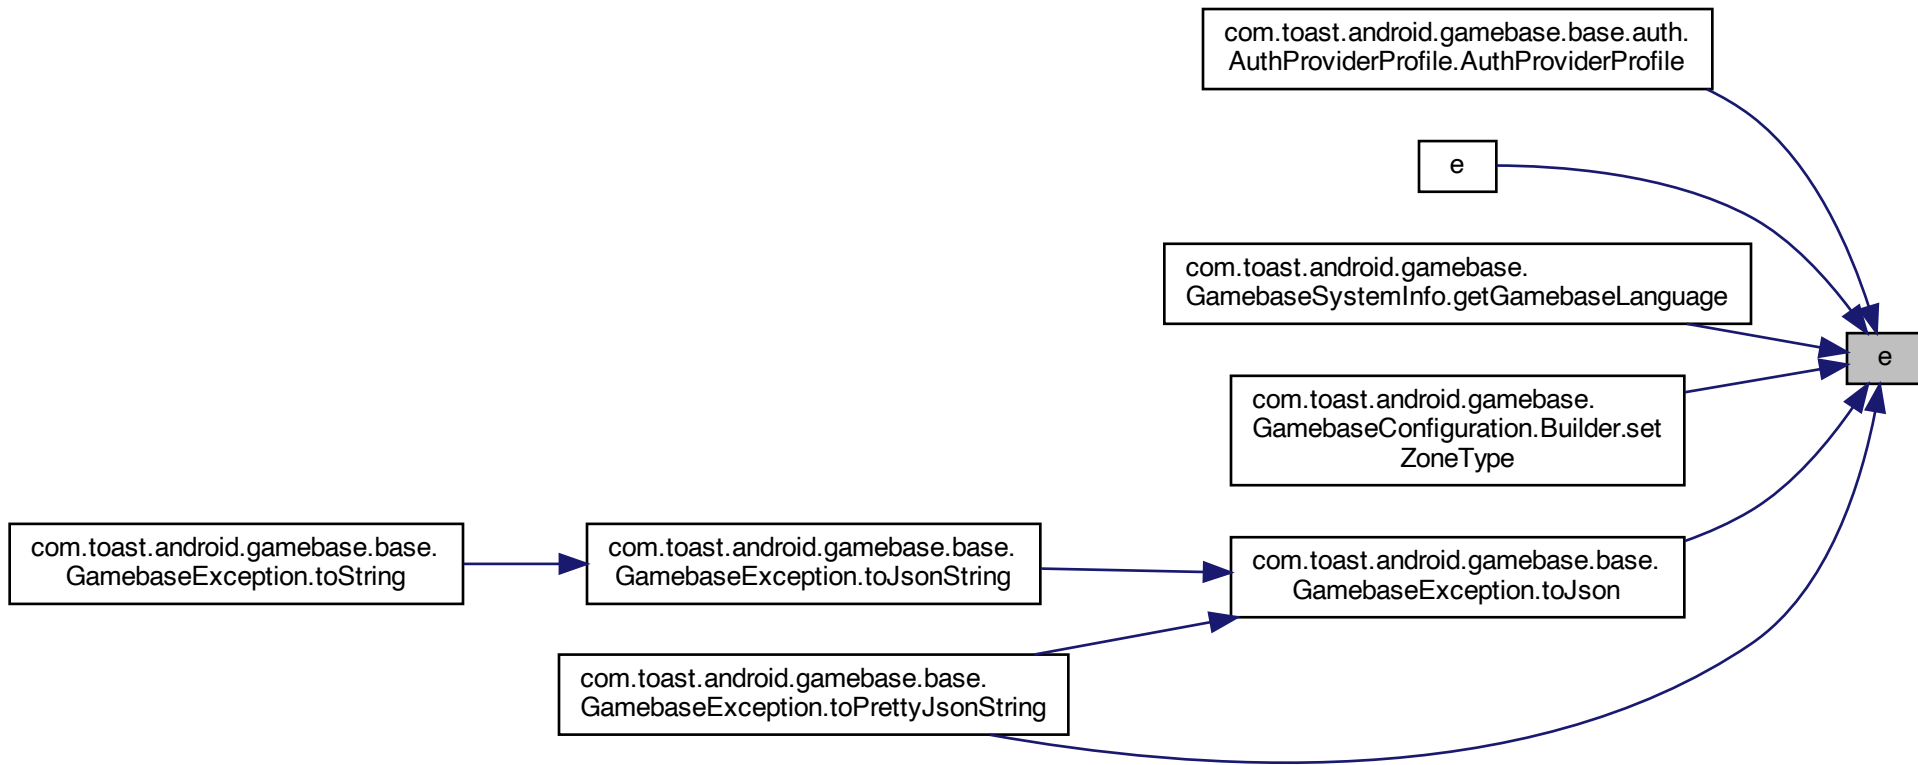 com.toast.android.gamebase.base.auth.
AuthProviderProfile.AuthProviderProfile
e
com.toast.android.gamebase.
GamebaseSystemInfo.getGamebaseLanguage
e
com.toast.android.gamebase.
GamebaseConfiguration.Builder.set
ZoneType
com.toast.android.gamebase.base.
GamebaseException.toString
com.toast.android.gamebase.base.
GamebaseException.toJsonString
com.toast.android.gamebase.base.
GamebaseException.toJson
com.toast.android.gamebase.base.
GamebaseException.toPrettyJsonString